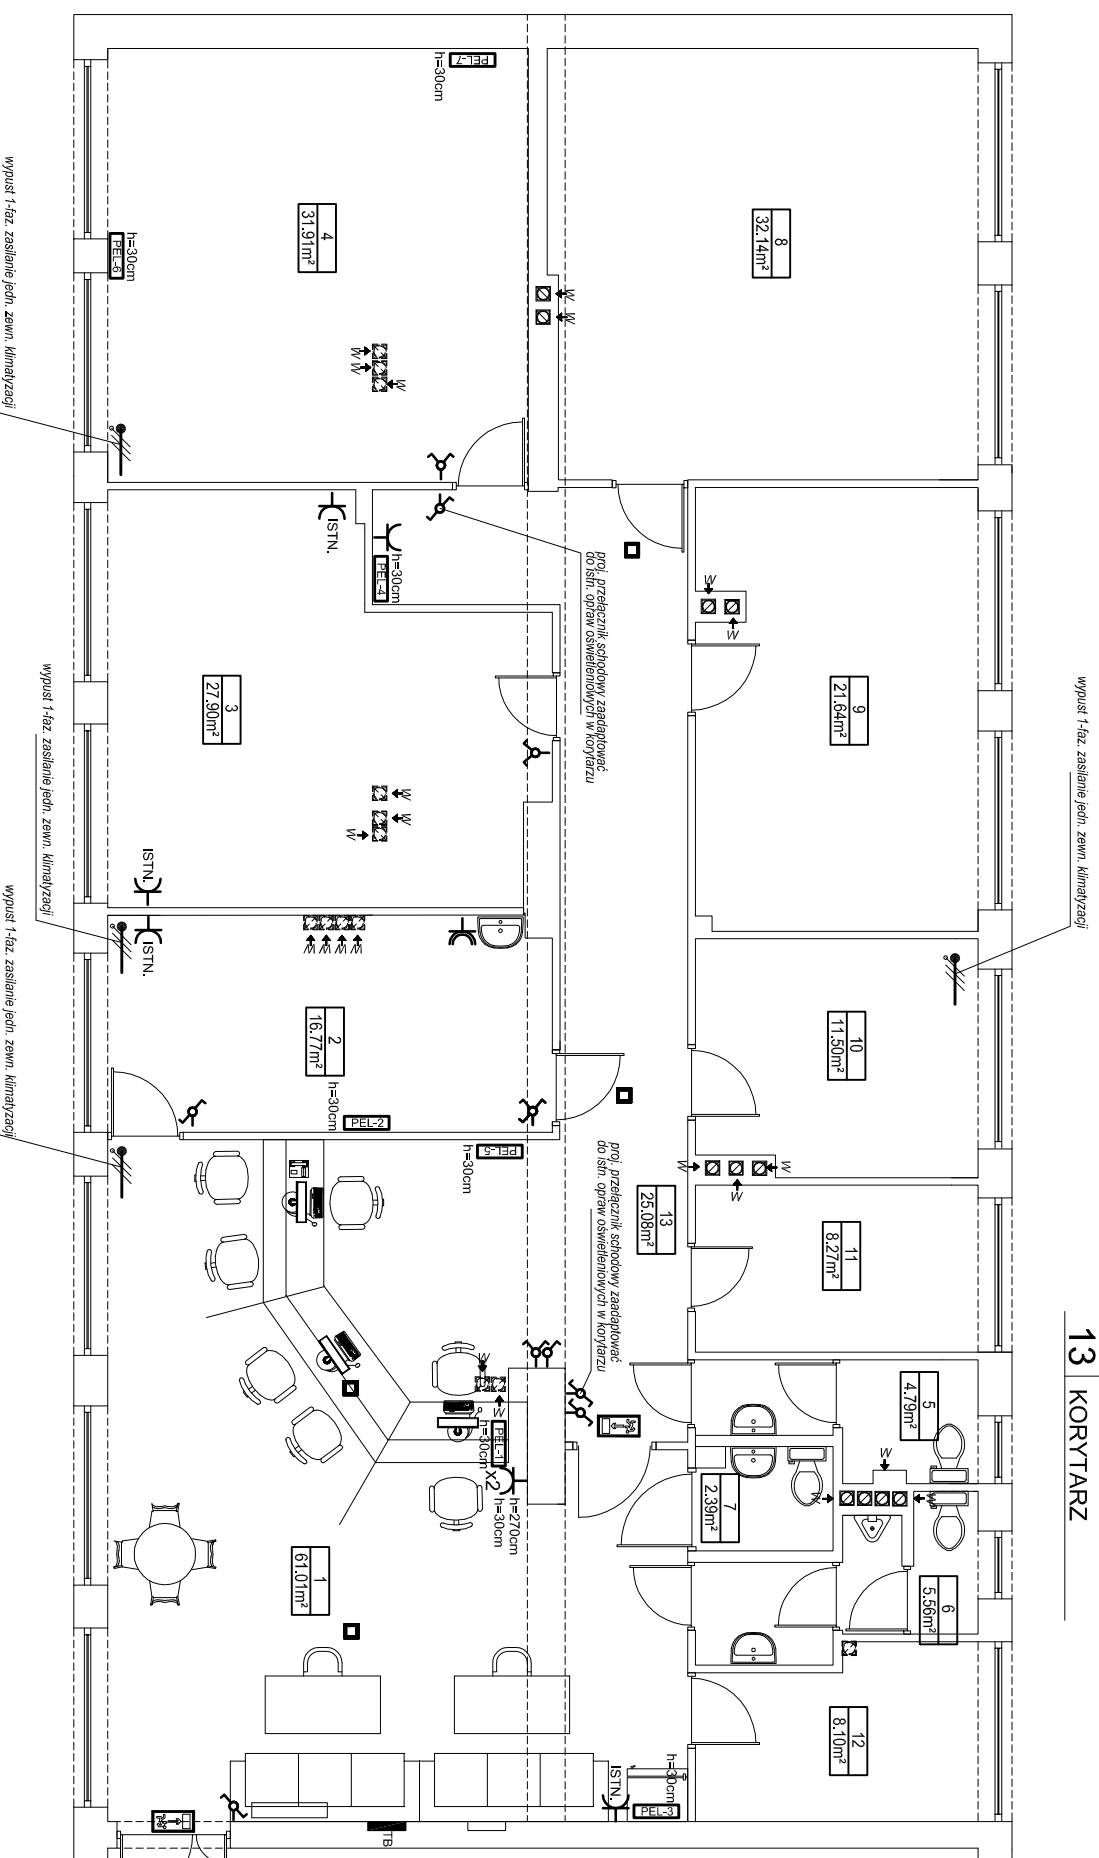 13 KORYTARZ
wypust 1-faz. zasilanie jedn. zewn. klimatyzacji
8
32.14m²
9
21.64m²
10
11.50m²
11
8.27m²
5
4.79m²
6
5.56m²
7
2.39m²
12
8.10m²
W
W
W
W
W
W
W
W
W
W
13
25.08m²
proj. przełącznik schodowy zaadaptować
do istn. opraw oświetleniowych w korytarzu
proj. przełącznik schodowy zaadaptować
do istn. opraw oświetleniowych w korytarzu
PEL-7
h=30cm
4
31.91m²
W
W
W
h=30cm
PEL-6
ISTN.
h=30cm
PEL-4
3
27.90m²
W
W
W
ISTN.
ISTN.
W
W
W
W
2
16.77m²
h=30cm
PEL-2
PEL-5
h=30cm
W
W
PEL-1
h=30cm
x2
h=270cm
h=30cm
1
61.01m²
h=30cm
PEL-3
ISTN.
TB
wypust 1-faz. zasilanie jedn. zewn. klimatyzacji
wypust 1-faz. zasilanie jedn. zewn. klimatyzacji
wypust 1-faz. zasilanie jedn. zewn. klimatyzacji